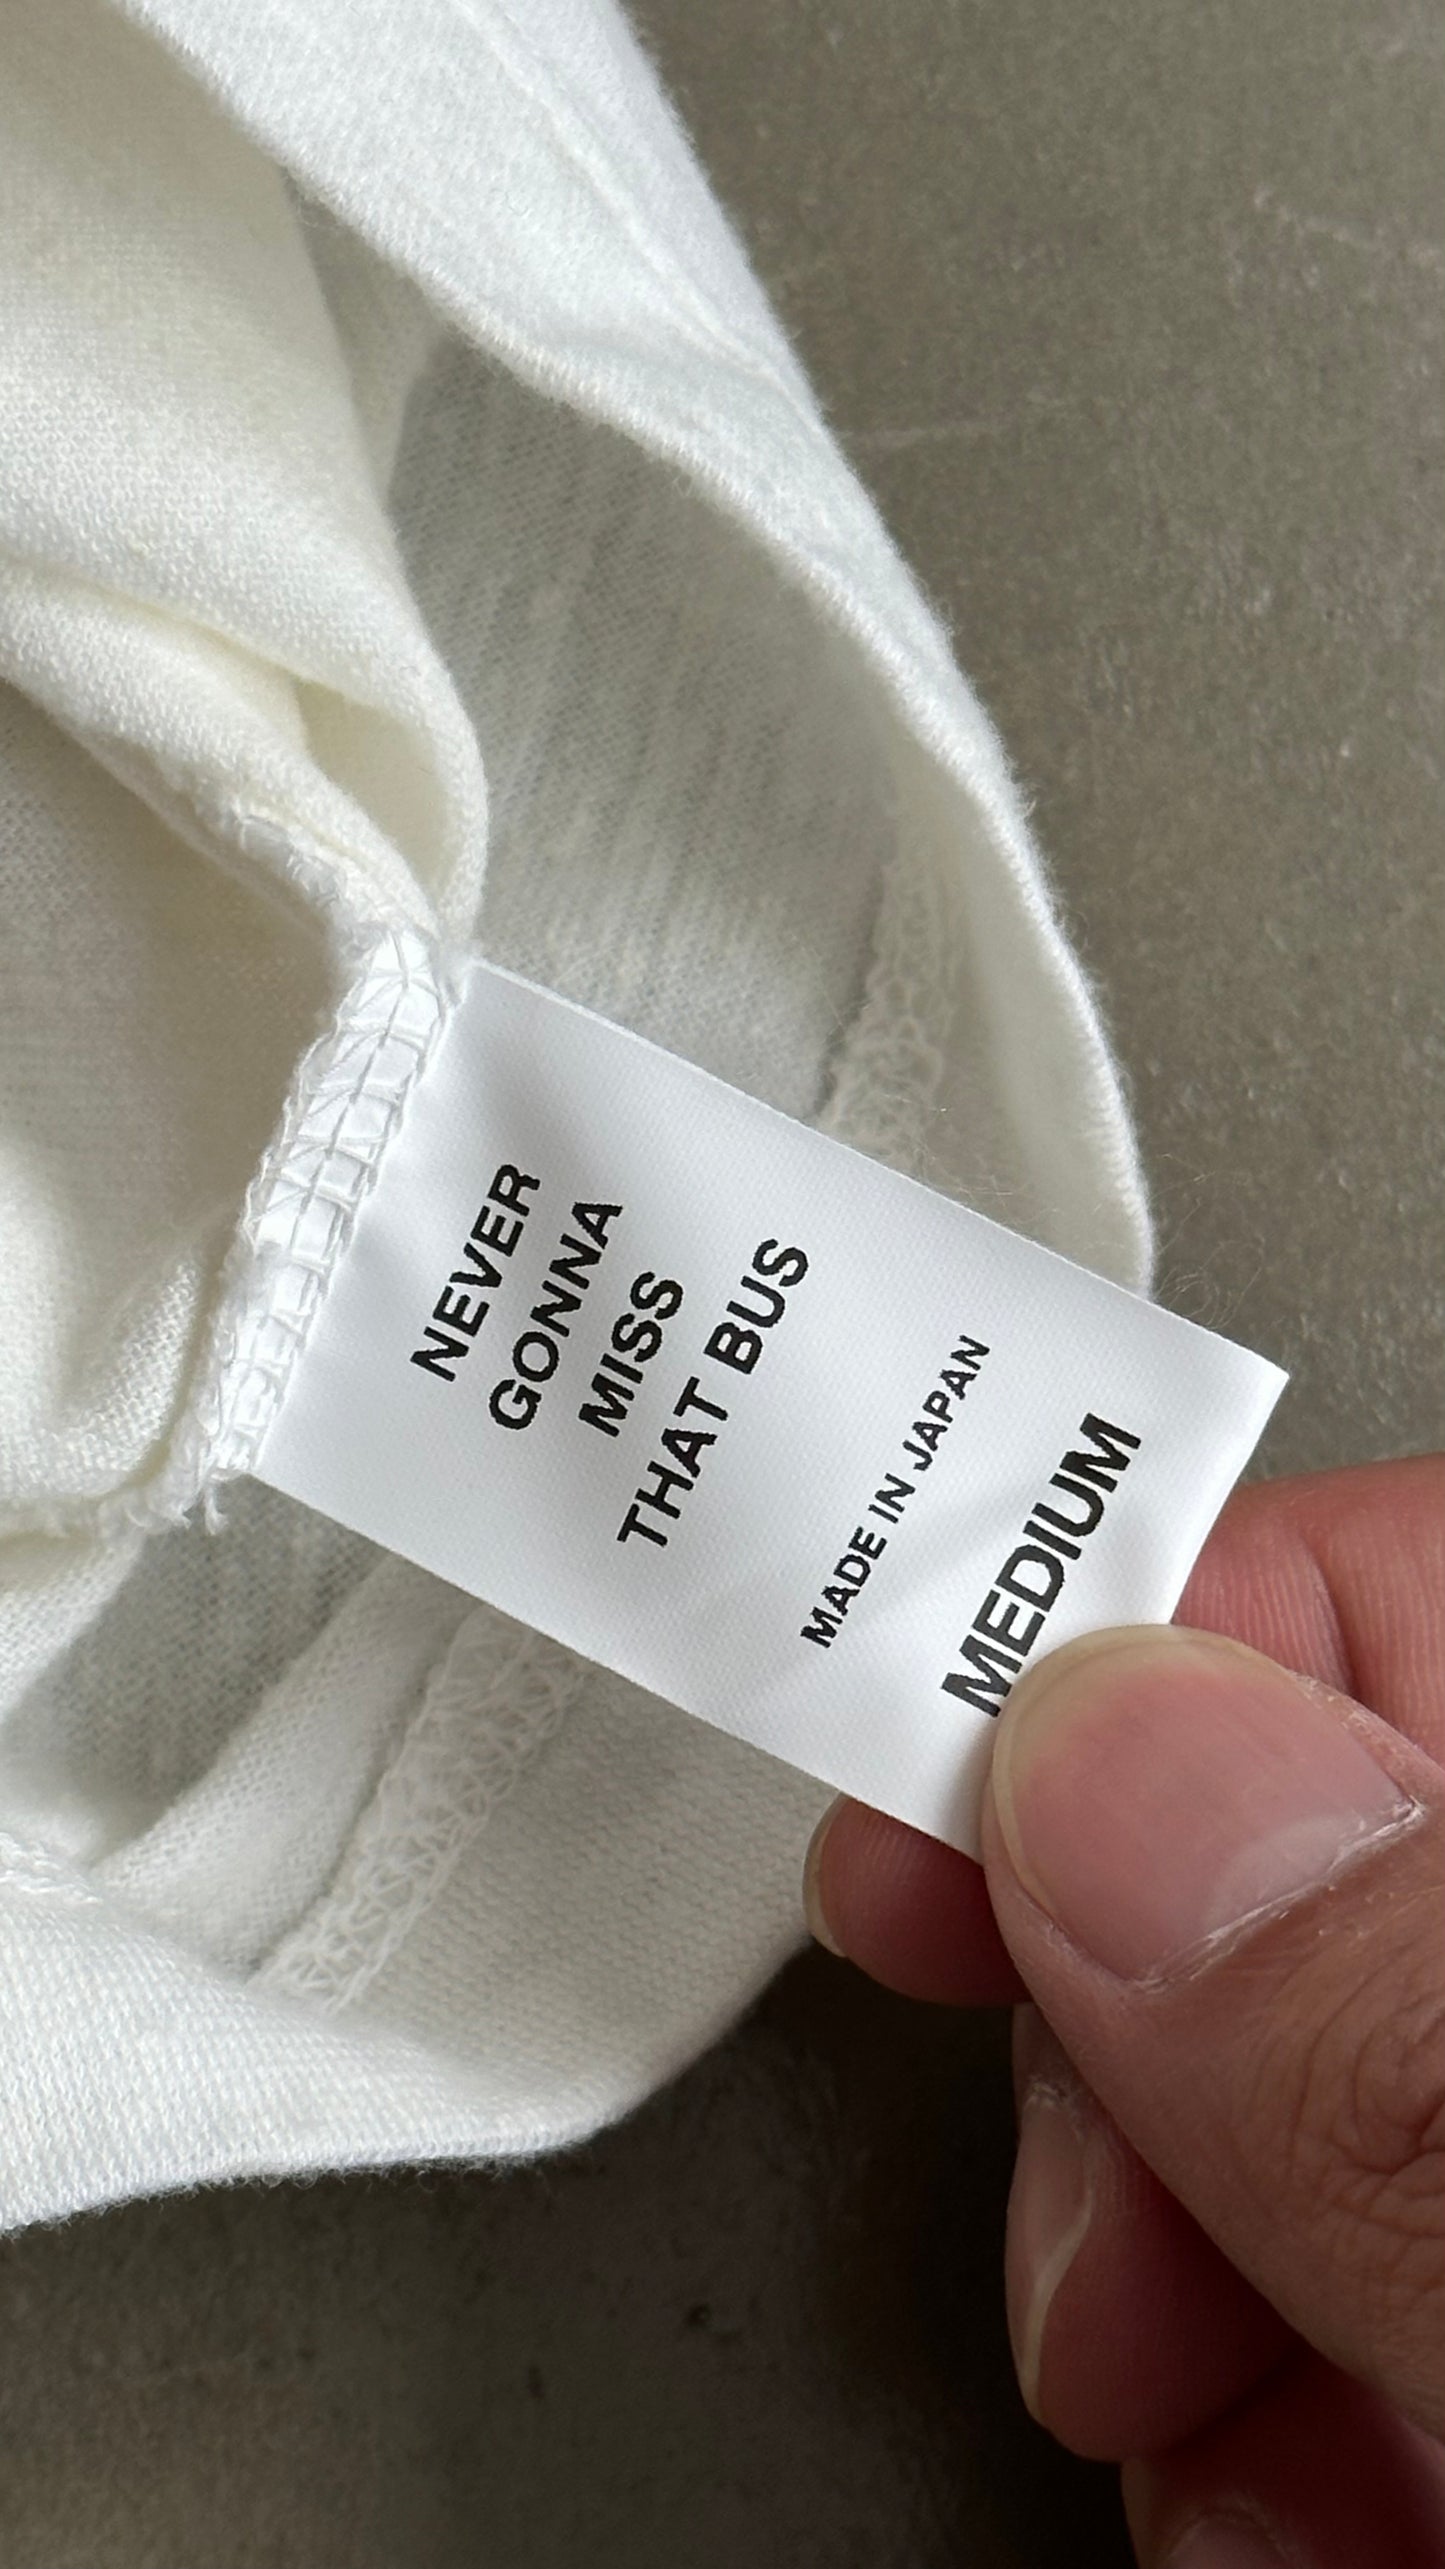 NEVER
GONNA
MISS
THAT BUS
MADE IN JAPAN
MEDIUM